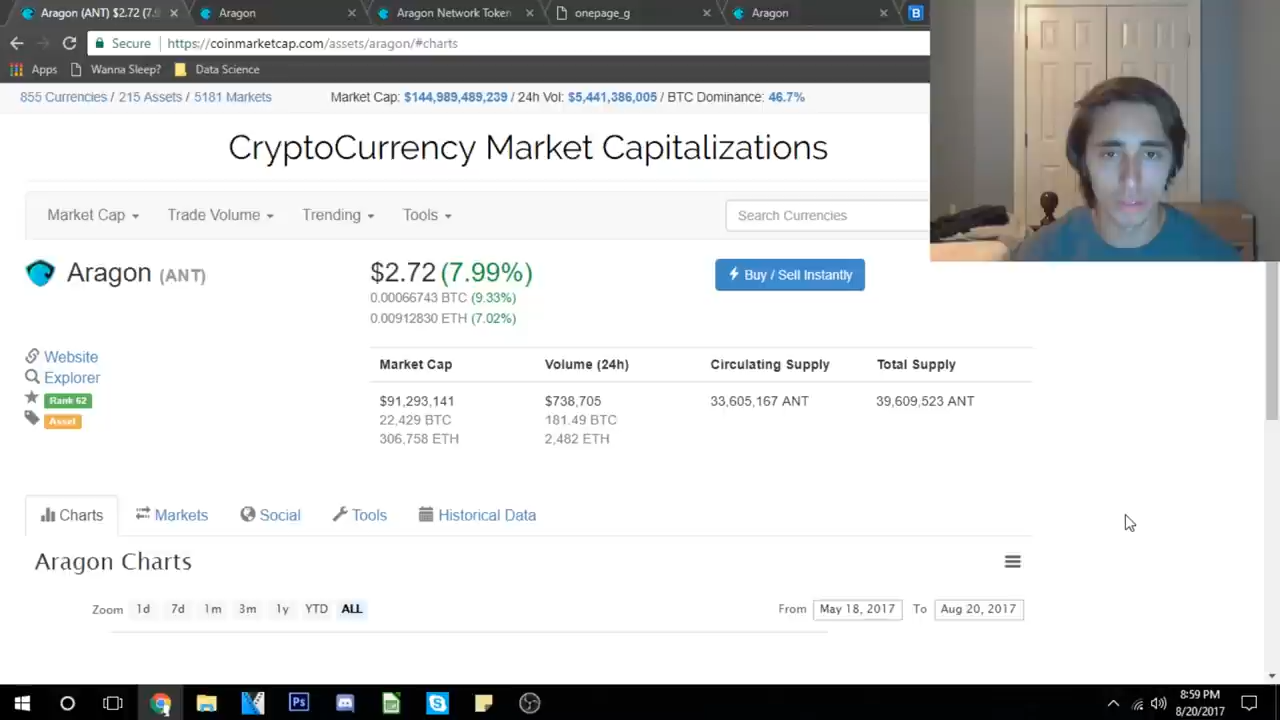 Aragon (ANT) $2.72 (7.9
Aragon
Aragon Network Token
onepage_g
Aragon
B
Secure
https://coinmarketcap.com/assets/aragon/#charts
Apps
Wanna Sleep?
Data Science
855 Currencies / 215 Assets / 5181 Markets
Market Cap: $144,989,489,239 / 24h Vol: $5,441,386,005 / BTC Dominance: 46.7%
CryptoCurrency Market Capitalizations
Market Cap
Trade Volume
Trending
Tools
Search Currencies
Aragon (ANT)
$2.72 (7.99%)
0.00066743 BTC (9.33%)
0.00912830 ETH (7.02%)
Buy / Sell Instantly
Website
Explorer
Rank 62
Asset
Market Cap
Volume (24h)
Circulating Supply
Total Supply
$91,293,141
$738,705
33,605,167 ANT
39,609,523 ANT
22,429 BTC
181.49 BTC
306,758 ETH
2,482 ETH
Charts
Markets
Social
Tools
Historical Data
Aragon Charts
Zoom
1d
7d
1m
3m
1y
YTD
ALL
From
May 18, 2017
To
Aug 20, 2017
Ps
8:59 PM
8/20/2017